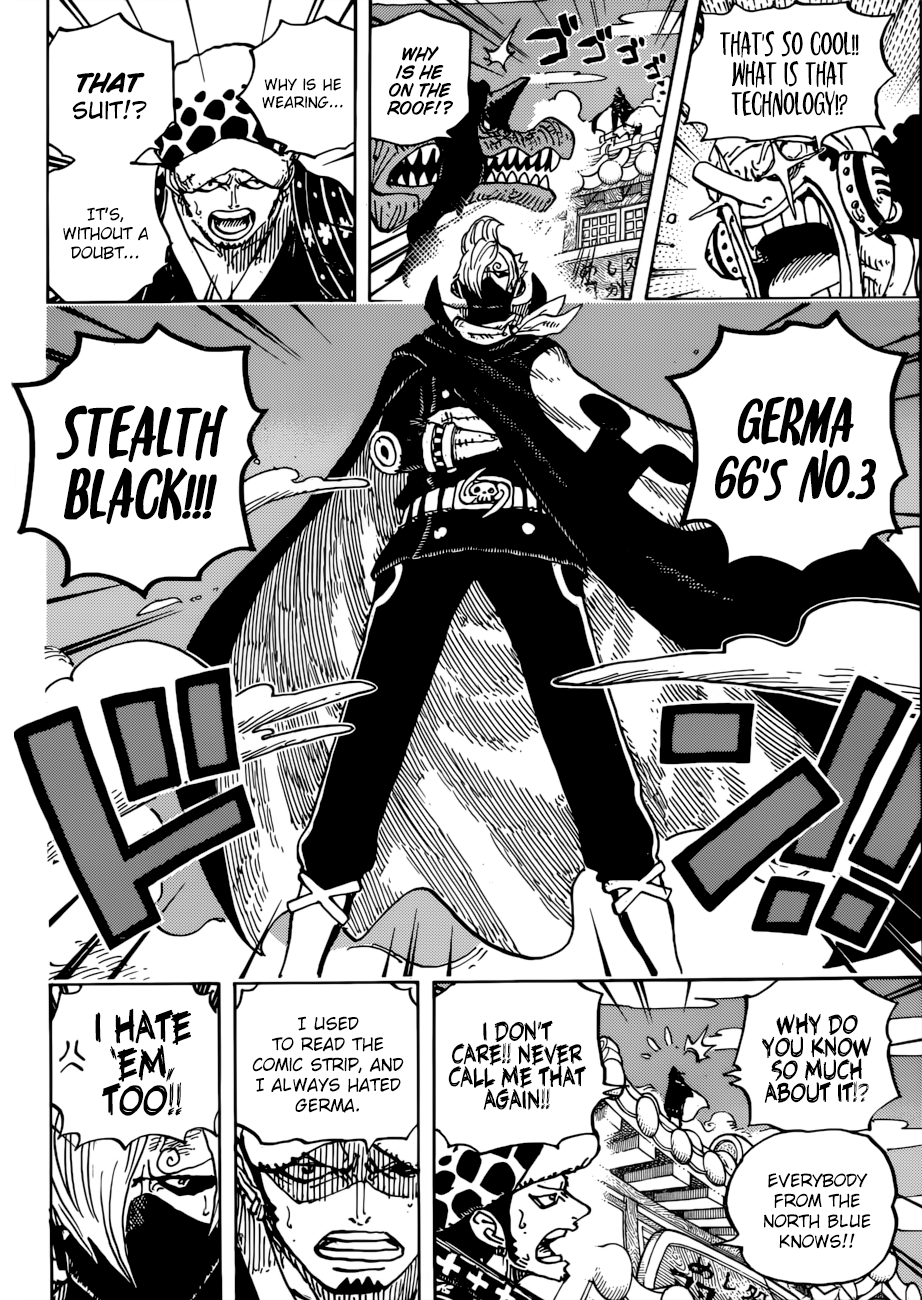 THAT'S SO COOL!!
WHAT IS THAT
TECHNOLOGY!?
ゴゴゴゴ
WHY
IS HE
ON THE
ROOF!?
WHY IS HE
WEARING...
THAT
SUIT!?
IT'S,
WITHOUT A
DOUBT...
GERMA
66'S NO.3
STEALTH
BLACK!!!!
ドン!!
WHY DO
YOU KNOW
SO MUCH
ABOUT IT!?
EVERYBODY
FROM THE
NORTH BLUE
KNOWS!!
I DON'T
CARE!! NEVER
CALL ME THAT
AGAIN!!
I USED
TO READ THE
COMIC STRIP, AND
I ALWAYS HATED
GERMA.
I HATE
'EM,
TOO!!